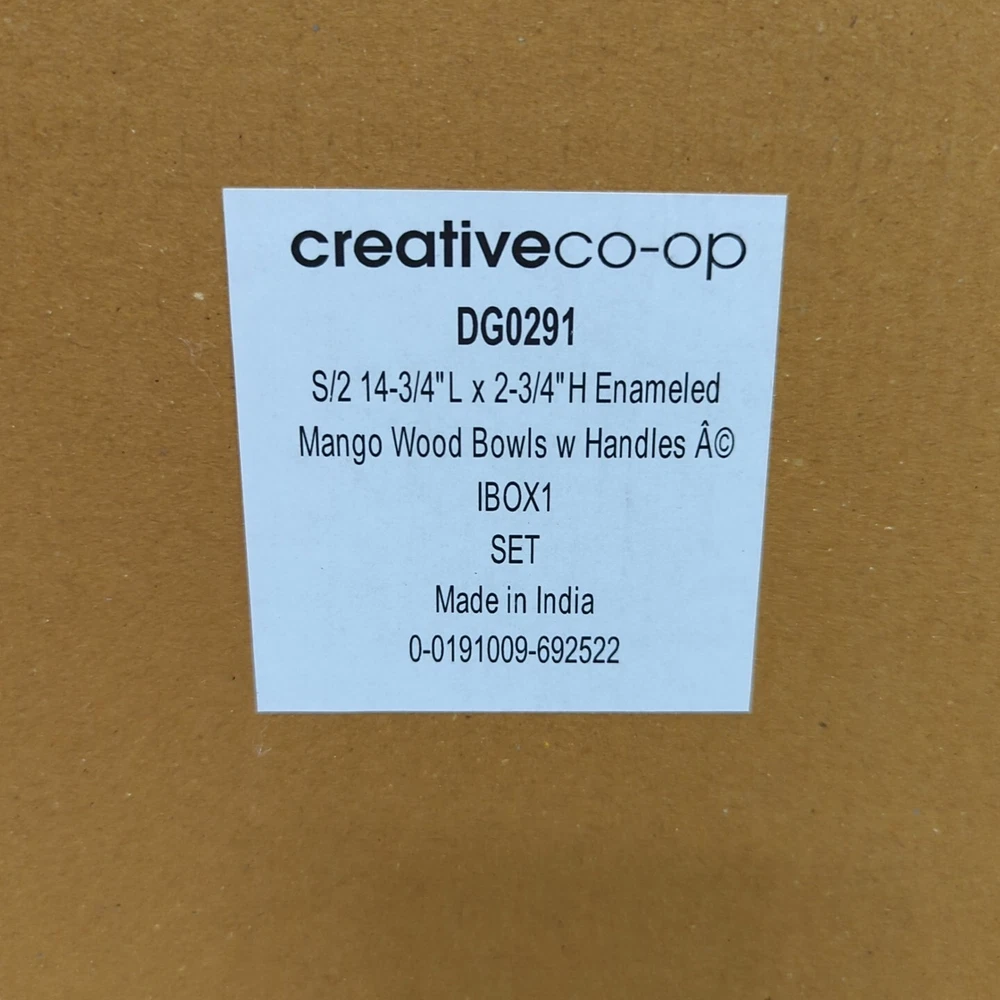 creativeco-op
DG0291
S/2 14-3/4"L x 2-3/4"H Enameled
Mango Wood Bowls w Handles Â©
IBOX1
SET
Made in India
0-0191009-692522